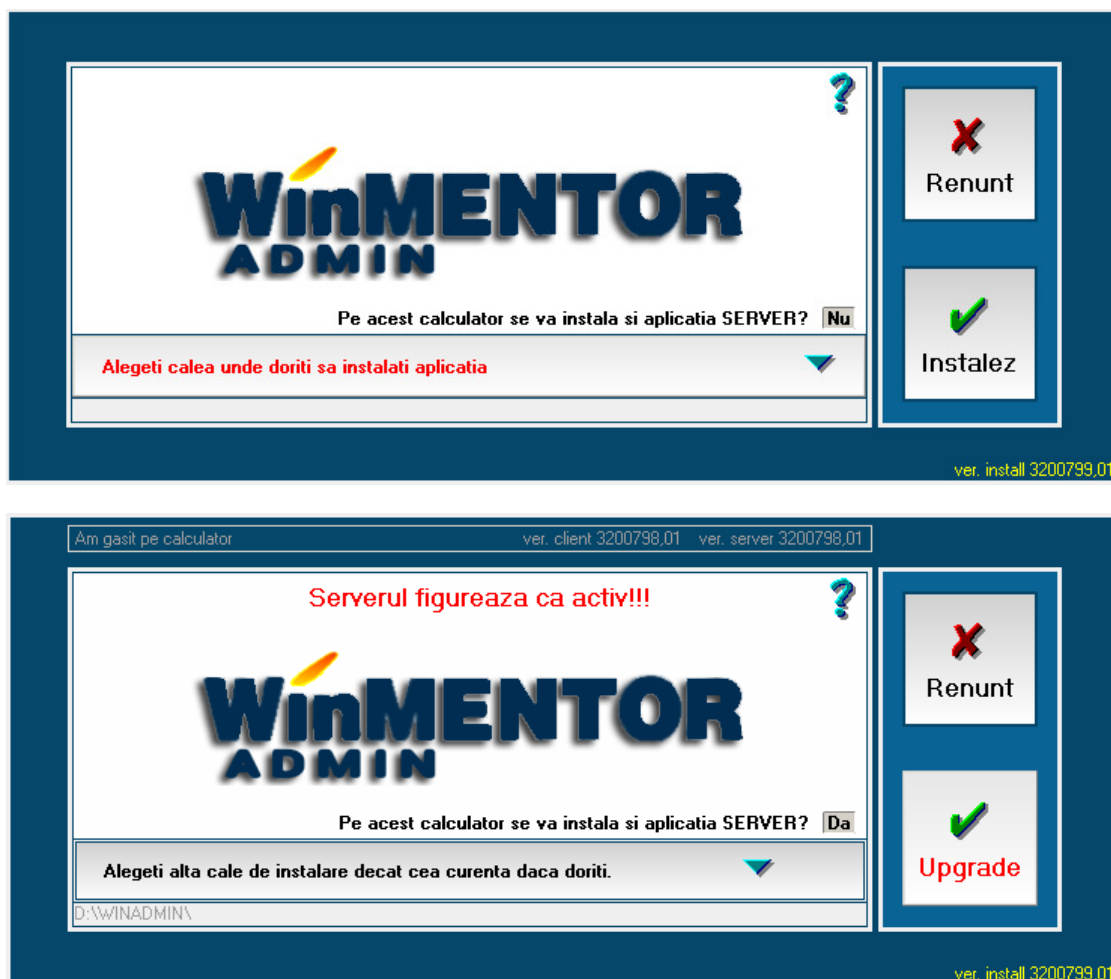 WinMENTOR
ADMIN
Renunt
Pe acest calculator se va instala si aplicatia SERVER? Nu
Alegeti calea unde doriti sa instalati aplicatia
Instalez
ver. install 3200799,01
Am gasit pe calculator ver. client 3200798,01 ver. server 3200798,01
Serverul figureaza ca activ!!!
WinMENTOR
ADMIN
Renunt
Pe acest calculator se va instala si aplicatia SERVER? Da
Alegeti alta cale de instalare decat cea curenta daca doriti.
D:\WINADMIN\
Upgrade
ver. install 3200799,01